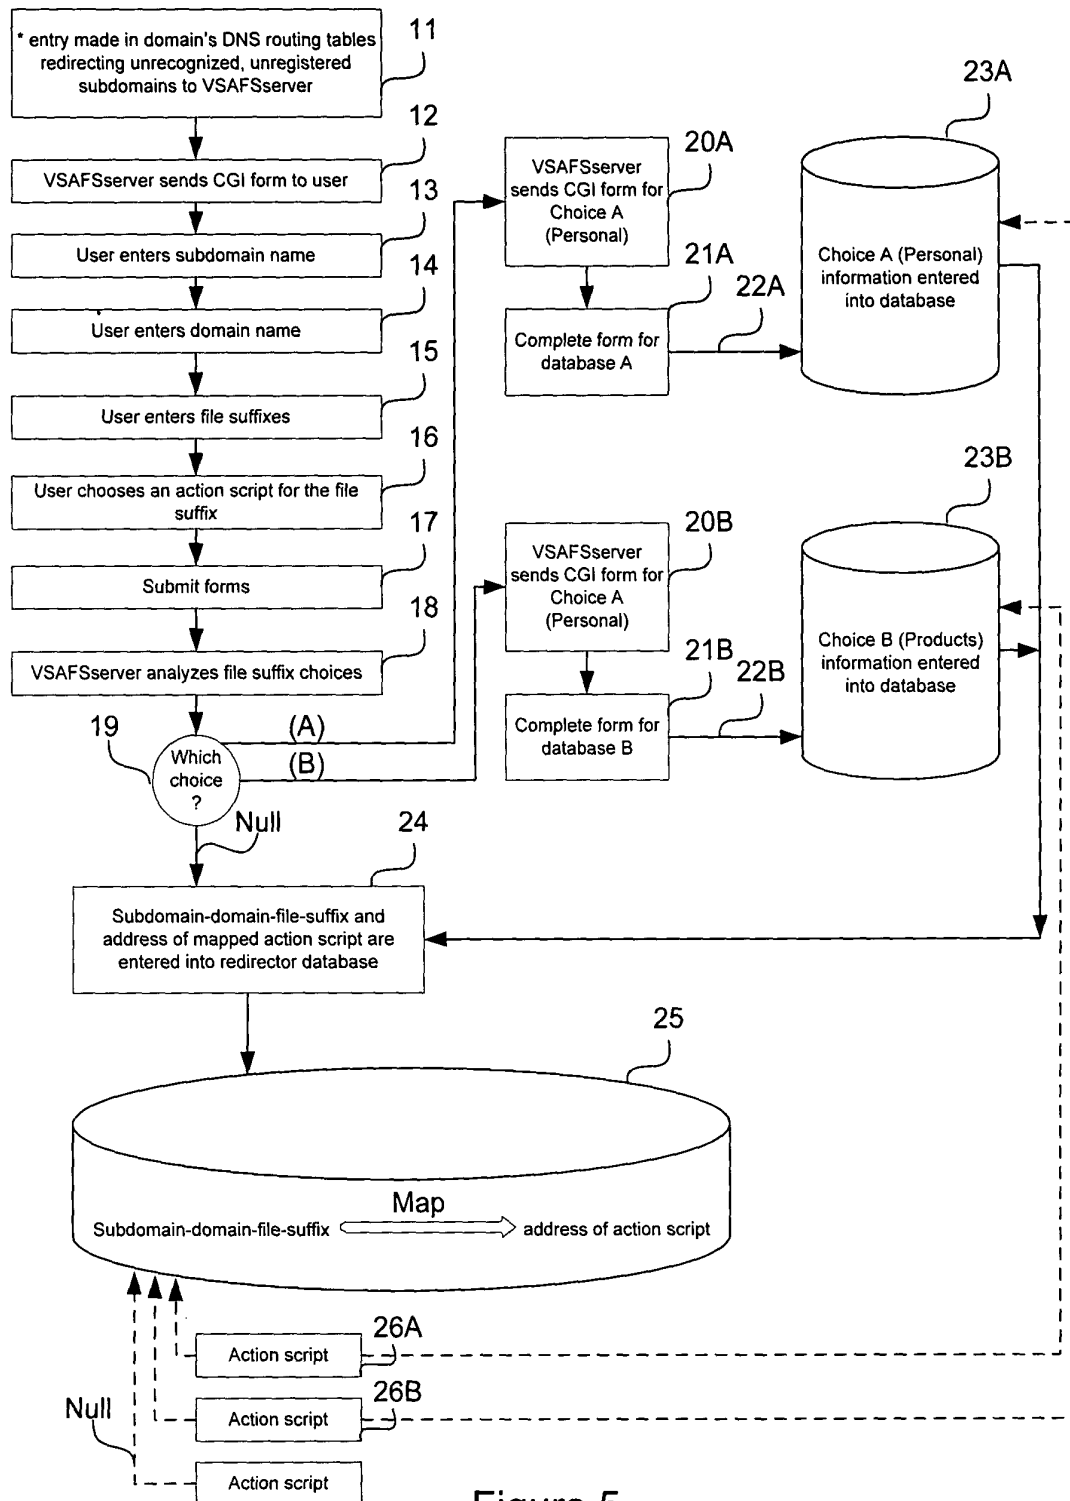 * entry made in domain's DNS routing tables
redirecting unrecognized, unregistered
subdomains to VSAFSserver
11
12
VSAFSserver sends CGI form to user
13
User enters subdomain name
14
User enters domain name
15
User enters file suffixes
16
User chooses an action script for the file
suffix
17
Submit forms
18
VSAFSserver analyzes file suffix choices
19
Which
choice
?
(A)
(B)
Null
20A
VSAFSserver
sends CGI form for
Choice A
(Personal)
21A
Complete form for
database A
22A
23A
Choice A (Personal)
information entered
into database
20B
VSAFSserver
sends CGI form for
Choice A
(Personal)
21B
Complete form for
database B
22B
23B
Choice B (Products)
information entered
into database
24
Subdomain-domain-file-suffix and
address of mapped action script are
entered into redirector database
25
Map
Subdomain-domain-file-suffix
address of action script
26A
Action script
26B
Action script
Null
Action script
Figure 5